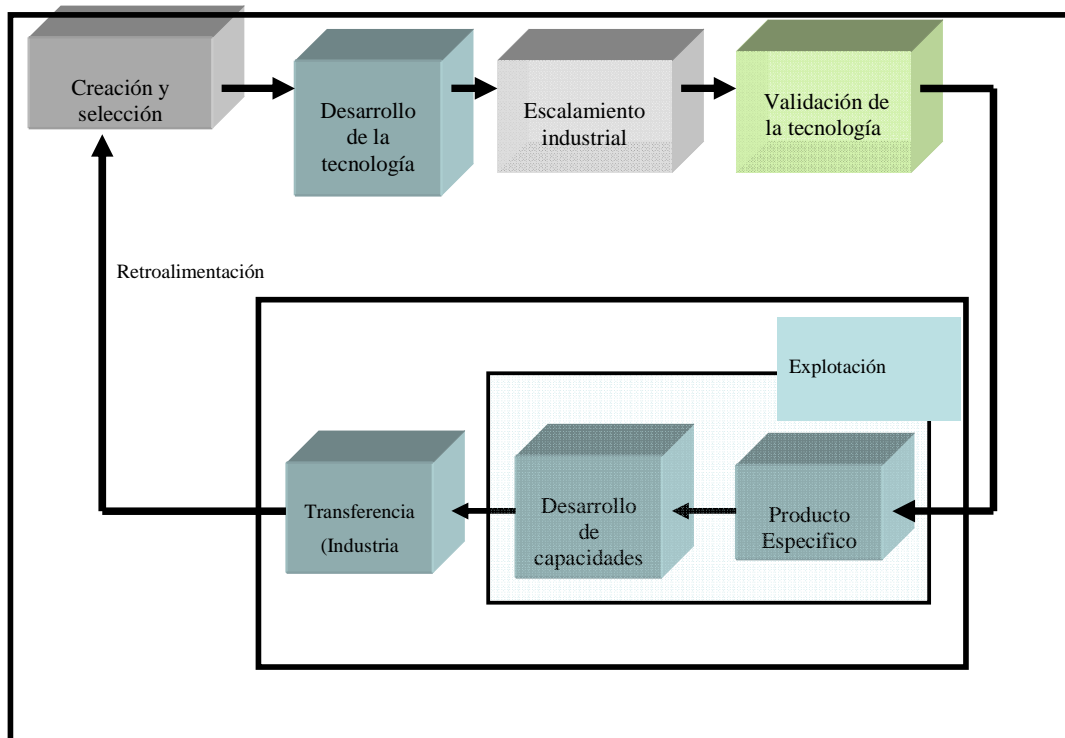 Creación y
selección
Desarrollo
de la
tecnología
Escalamiento
industrial
Validación de
la tecnología
Retroalimentación
Explotación
Transferencia
(Industria
Desarrollo
de
capacidades
Producto
Especifico